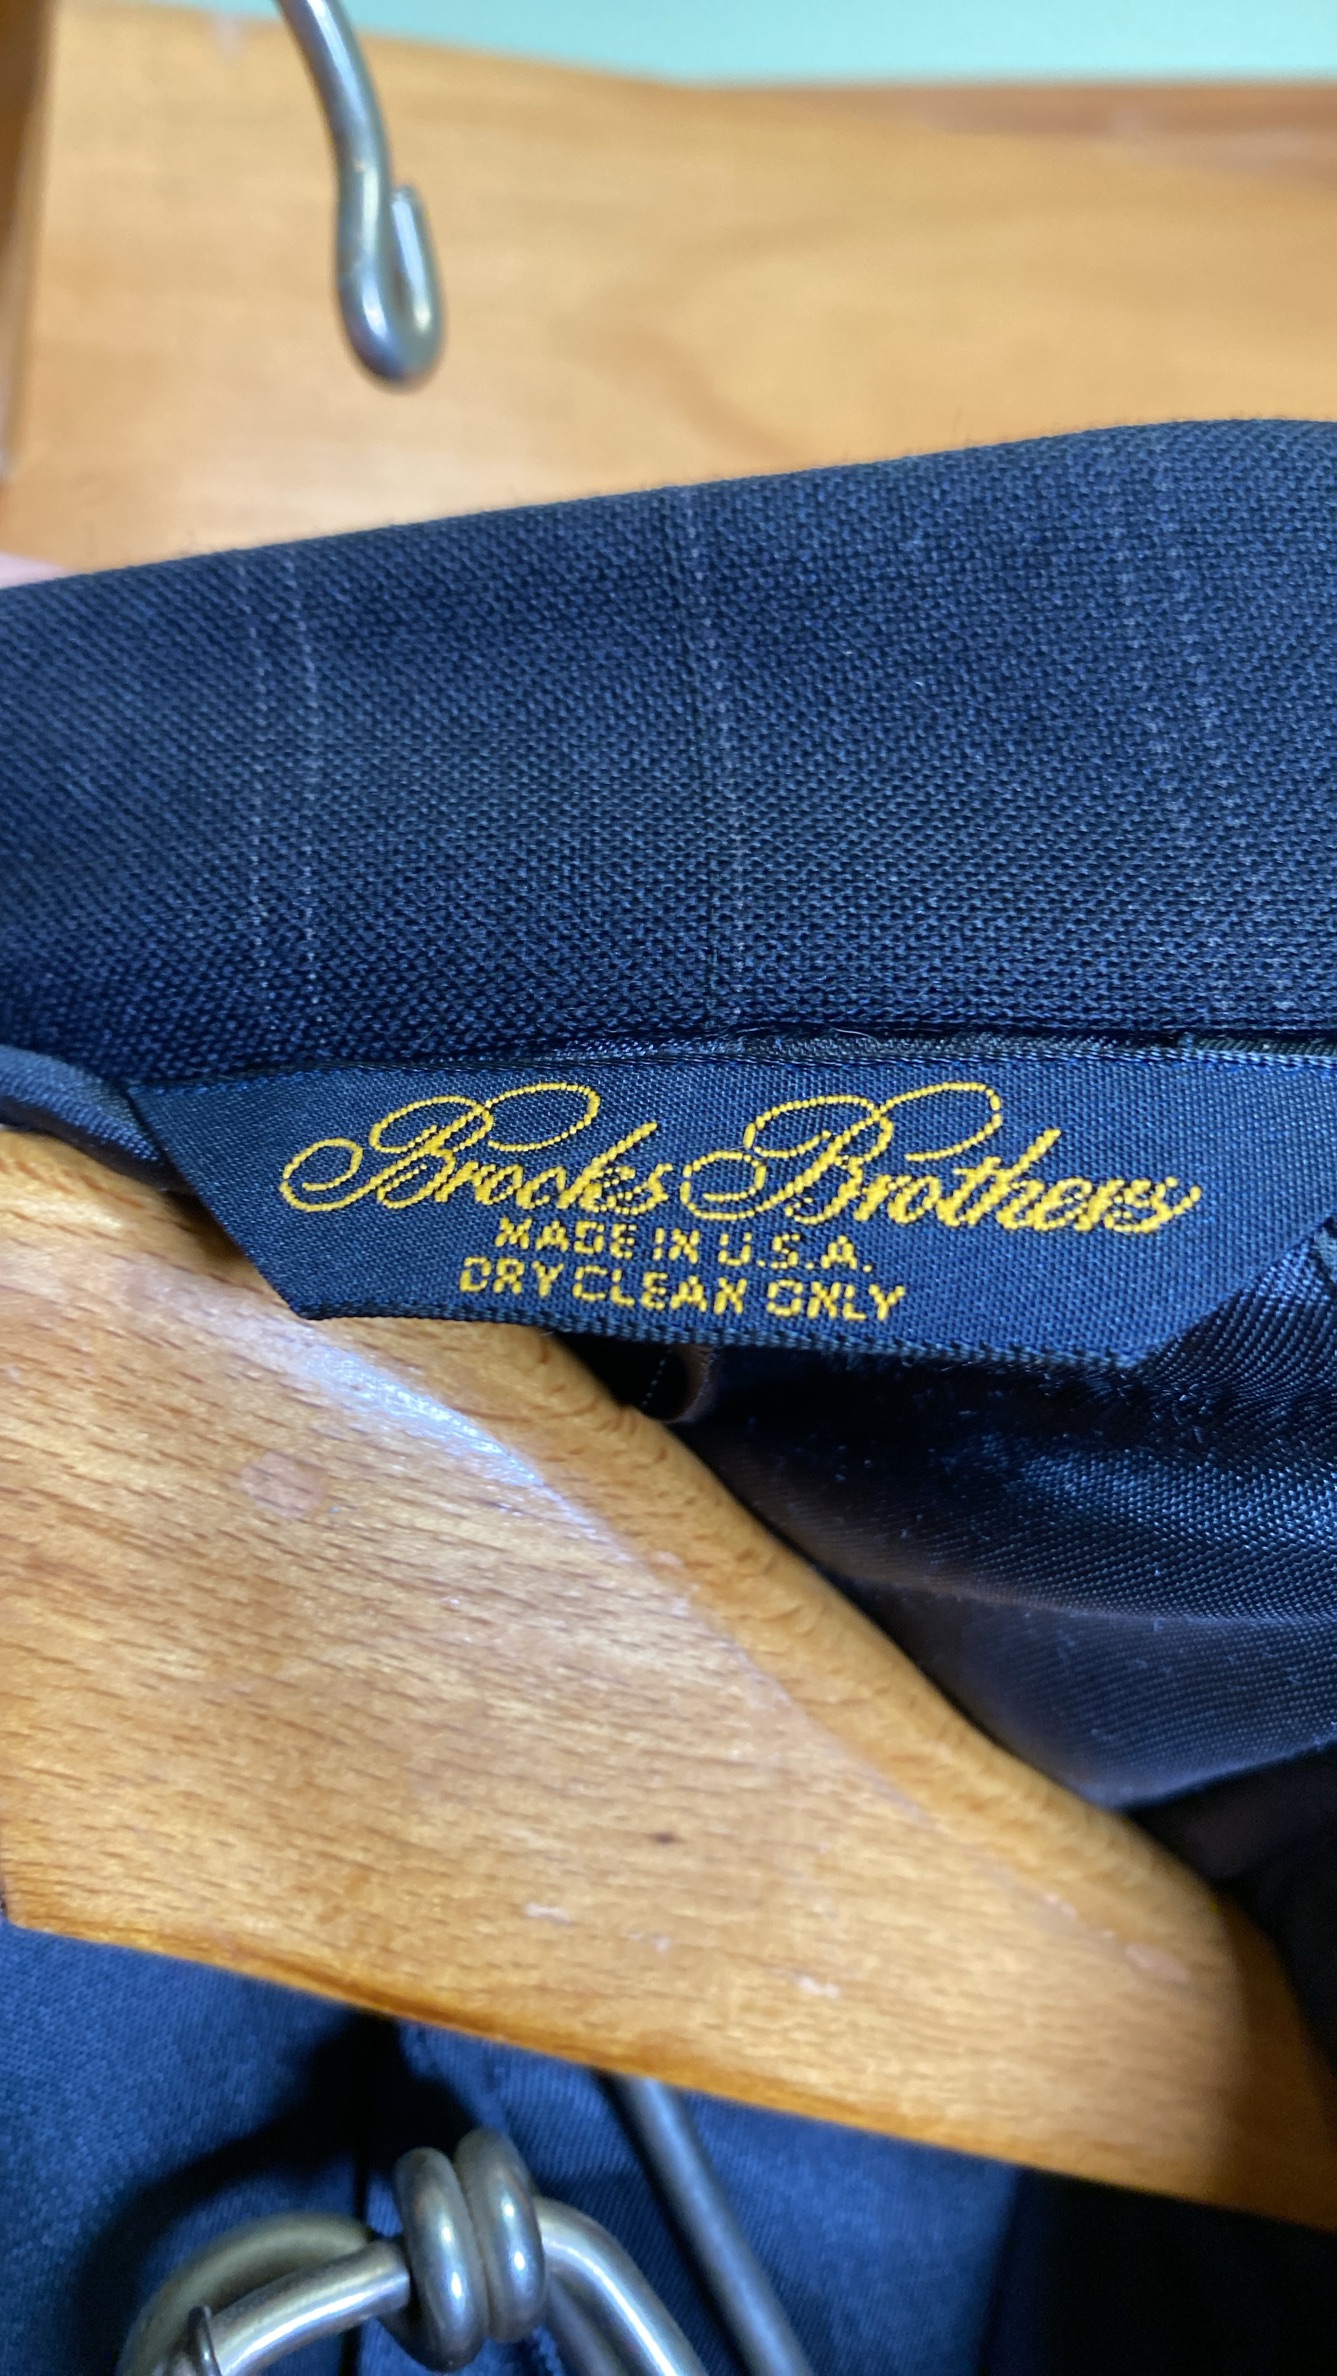 Brooks Brothers
MADE IN U.S.A.
DRY CLEAN ONLY